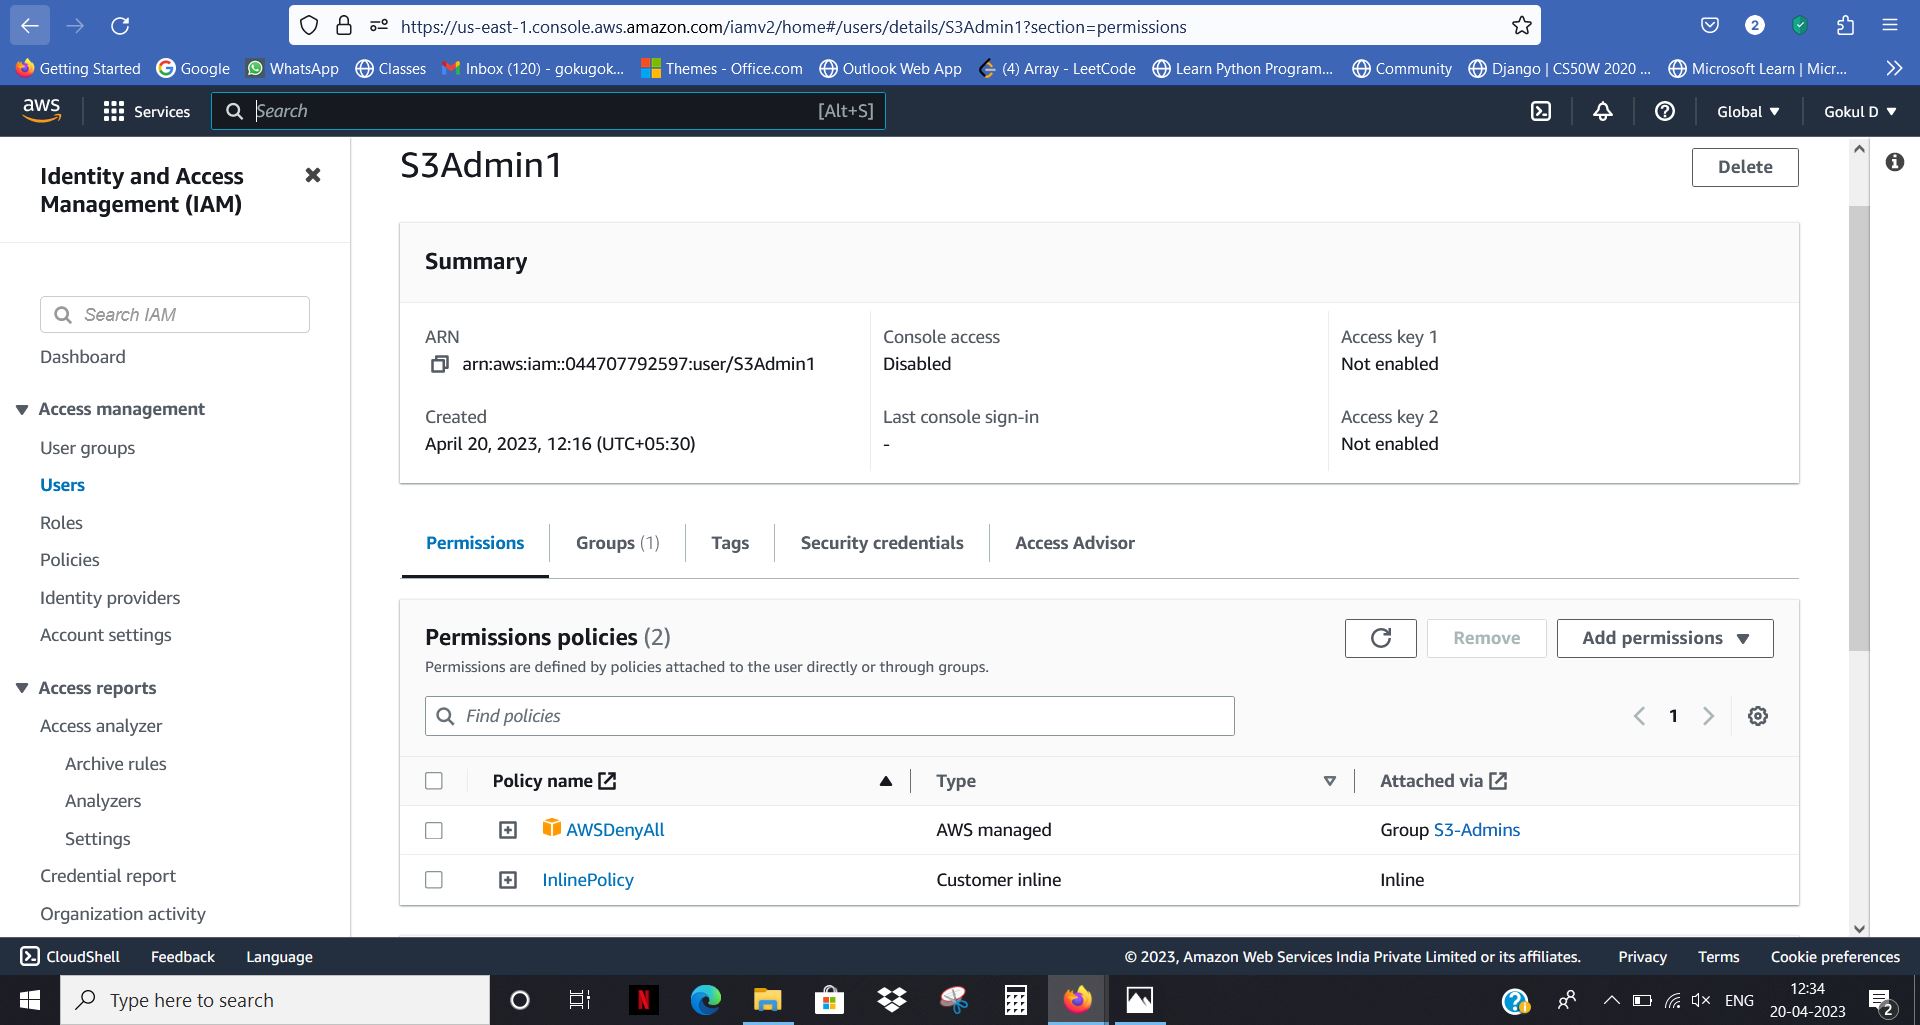 https://us-east-1.console.aws.amazon.com/iamv2/home#/users/details/S3Admin1?section=permissions
2
Getting Started Google WhatsApp Classes Inbox (120) - gokugok... Themes - Office.com Outlook Web App (4) Array - LeetCode Learn Python Program... Community Django | CS50W 2020 ... Microsoft Learn | Micr...
aws Services Search [Alt+S] Global Gokul D
Identity and Access
Management (IAM)
Search IAM
Dashboard
Access management
User groups
Users
Roles
Policies
Identity providers
Account settings
Access reports
Access analyzer
Archive rules
Analyzers
Settings
Credential report
Organization activity
S3Admin1
Delete
Summary
ARN
arn:aws:iam::044707792597:user/S3Admin1
Console access
Disabled
Access key 1
Not enabled
Created
April 20, 2023, 12:16 (UTC+05:30)
Last console sign-in
-
Access key 2
Not enabled
Permissions Groups (1) Tags Security credentials Access Advisor
Permissions policies (2)
Permissions are defined by policies attached to the user directly or through groups.
Remove Add permissions
Find policies
1
Policy name Type Attached via
AWSDenyAll AWS managed Group S3-Admins
InlinePolicy Customer inline Inline
CloudShell Feedback Language © 2023, Amazon Web Services India Private Limited or its affiliates. Privacy Terms Cookie preferences
Type here to search
N
ENG
12:34
20-04-2023
2